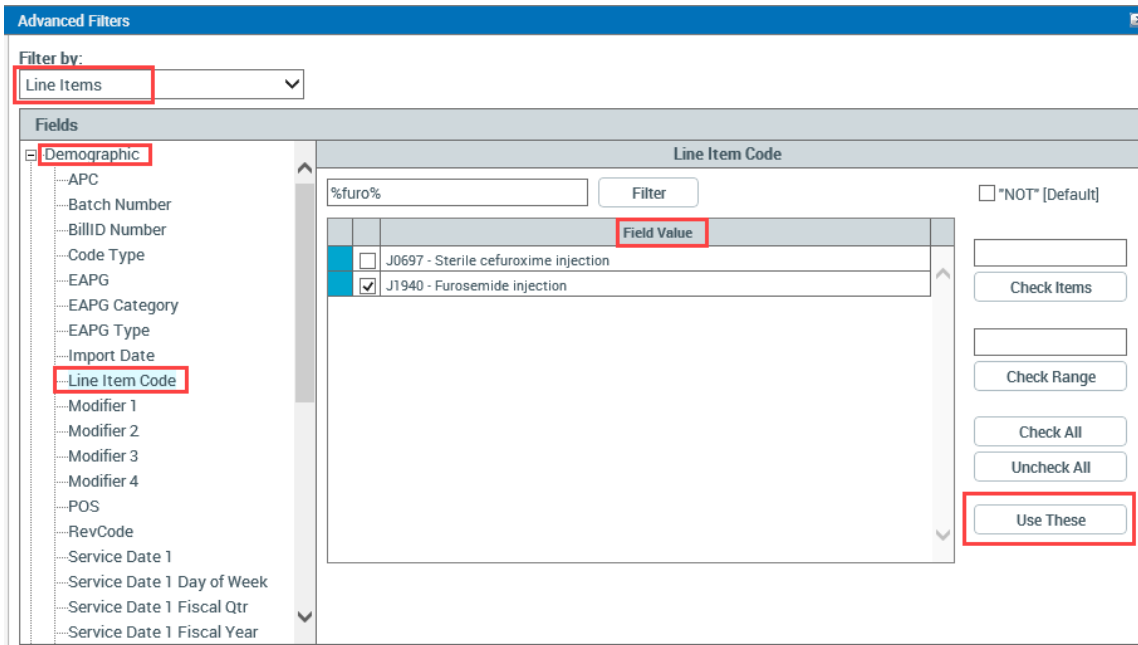 Advanced Filters
Filter by:
Line Items
Fields
Demographic
APC
Batch Number
BillID Number
Code Type
EAPG
EAPG Category
EAPG Type
Import Date
Line Item Code
Modifier 1
Modifier 2
Modifier 3
Modifier 4
POS
RevCode
Service Date 1
Service Date 1 Day of Week
Service Date 1 Fiscal Qtr
Service Date 1 Fiscal Year
Line Item Code
%furo%
Filter
"NOT" [Default]
Field Value
J0697 - Sterile cefuroxime injection
J1940 - Furosemide injection
Check Items
Check Range
Check All
Uncheck All
Use These